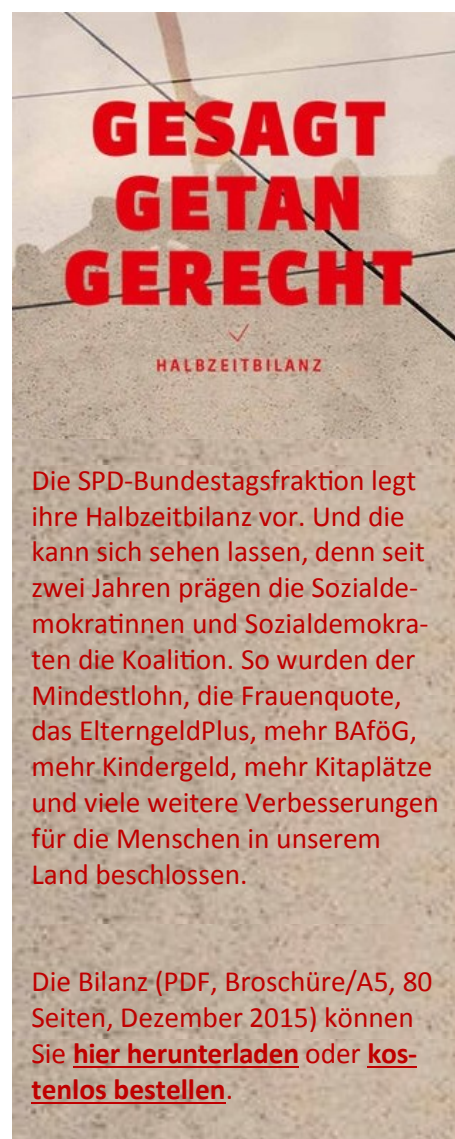 GESAGT
GETAN
GERECHT
HALBZEITBILANZ
Die SPD-Bundestagsfraktion legt
ihre Halbzeitbilanz vor. Und die
kann sich sehen lassen, denn seit
zwei Jahren prägen die Sozialde-
mokratinnen und Sozialdemokra-
ten die Koalition. So wurden der
Mindestlohn, die Frauenquote,
das ElterngeldPlus, mehr BAföG,
mehr Kindergeld, mehr Kitaplätze
und viele weitere Verbesserungen
für die Menschen in unserem
Land beschlossen.
Die Bilanz (PDF, Broschüre/A5, 80
Seiten, Dezember 2015) können
Sie hier herunterladen oder kos-
tenlos bestellen.